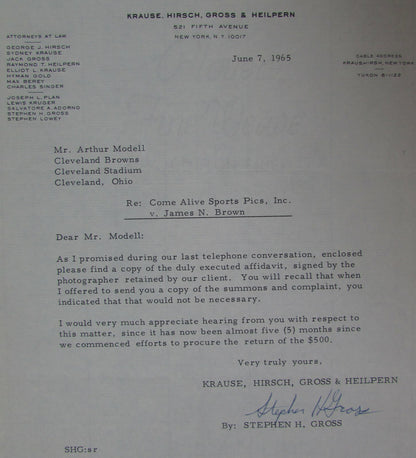 KRAUSE, HIRSCH, GROSS & HEILPERN
521 FIFTH AVENUE
NEW YORK, N.Y. 10017
ATTORNEYS AT LAW
GEORGE J. HIRSCH
SYDNEY KRAUSE
JACK GROSS
RAYMOND T. HEILPERN
ELLIOT L. KRAUSE
HYMAN GOLD
MAX BEREY
CHARLES SINGER
JOSEPH L. PLAN
LEWIS KRUGER
SALVATORE A. ADORNO
STEPHEN H. GROSS
STEPHEN LOWEY
June 7, 1965
CABLE ADDRESS
KRAUSHIRSH, NEW YORK
YUKON 6-1122
Mr. Arthur Modell
Cleveland Browns
Cleveland Stadium
Cleveland, Ohio
Re: Come Alive Sports Pics, Inc.
v. James N. Brown
Dear Mr. Modell:
As I promised during our last telephone conversation, enclosed
please find a copy of the duly executed affidavit, signed by the
photographer retained by our client. You will recall that when
I offered to send you a copy of the summons and complaint, you
indicated that that would not be necessary.
I would very much appreciate hearing from you with respect to
this matter, since it has now been almost five (5) months since
we commenced efforts to procure the return of the $500.
Very truly yours,
KRAUSE, HIRSCH, GROSS & HEILPERN
Stephen H Gross
By: STEPHEN H. GROSS
SHG:sr